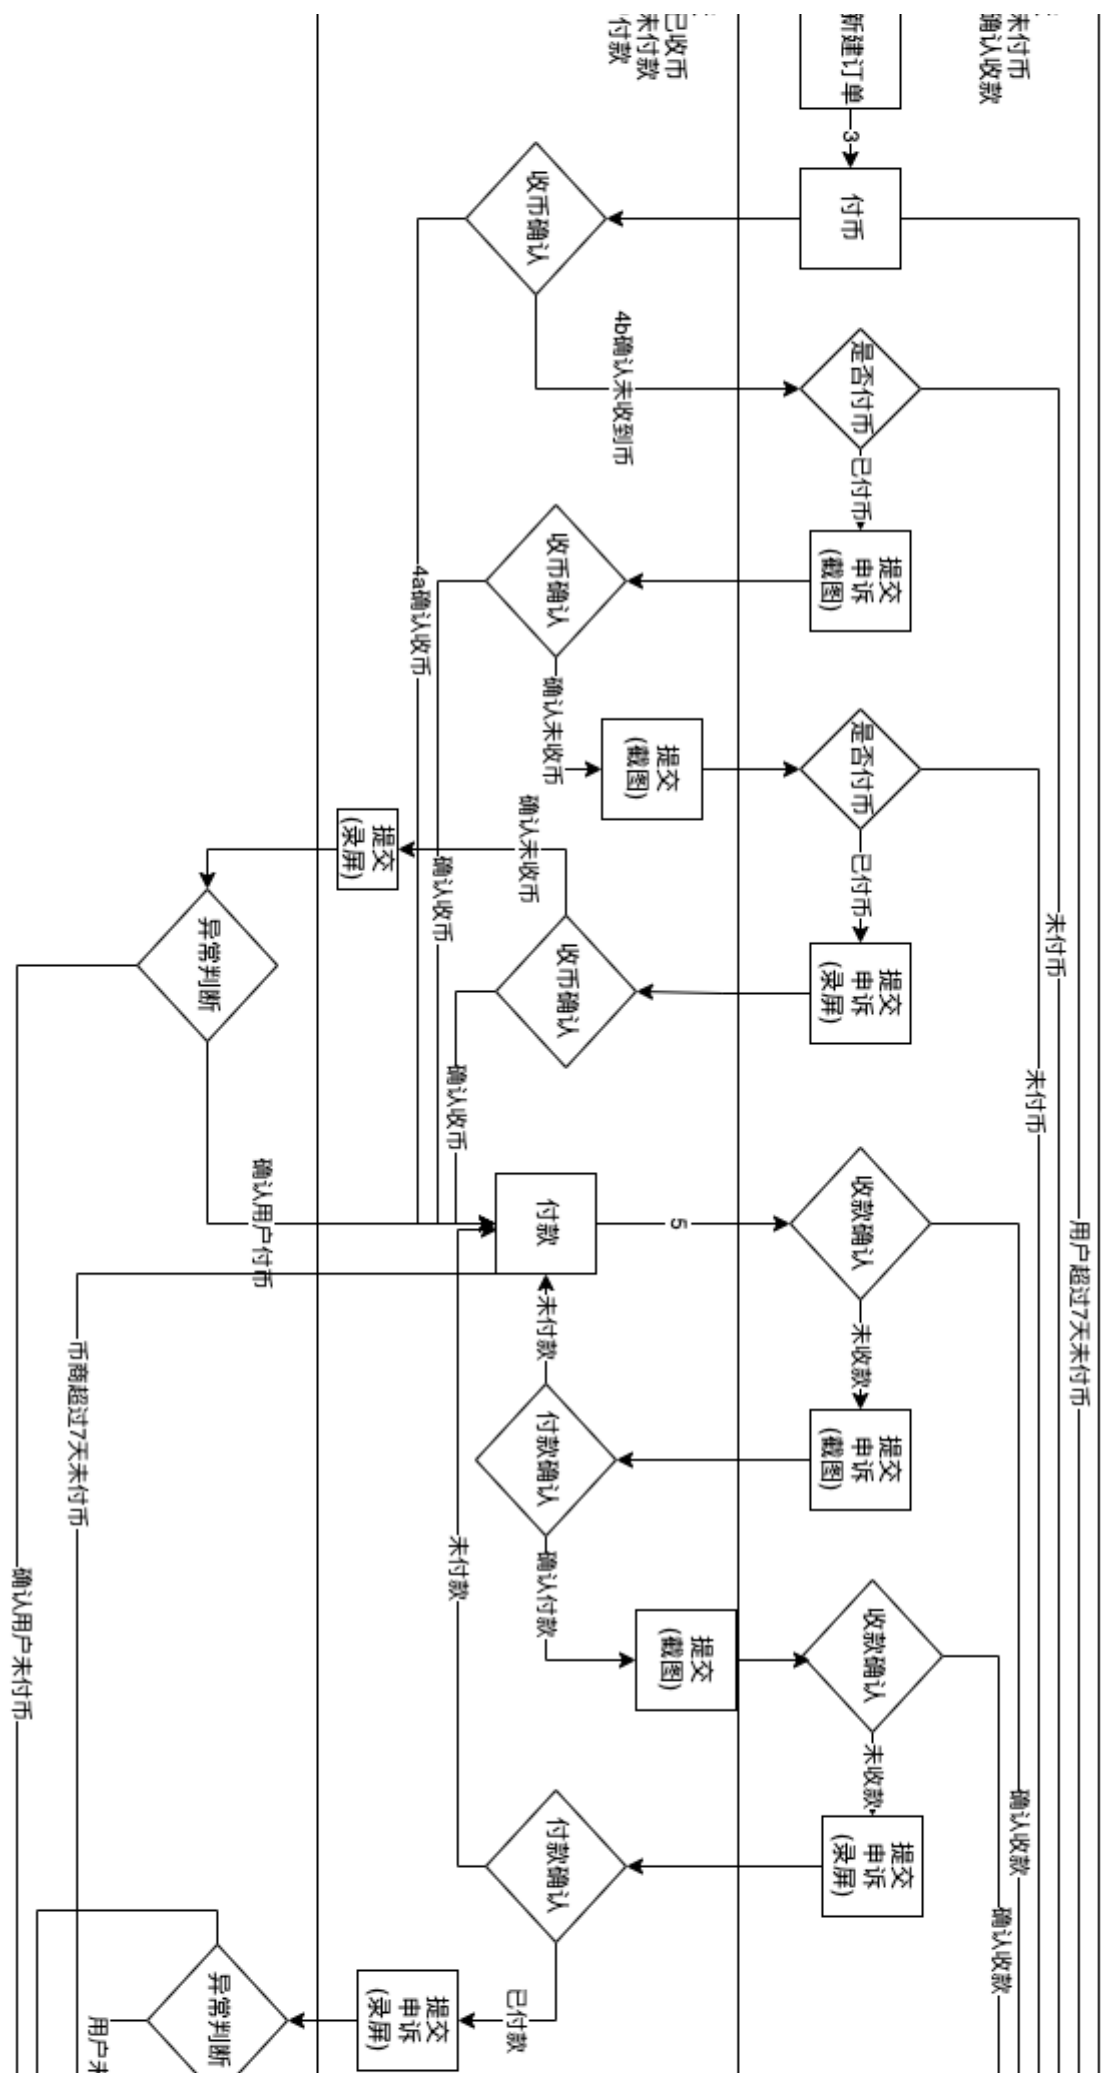 未付币
确认收款
新建订单
3
付币
是否付币
已付币
提交
申诉
(截图)
是否付币
已付币
提交
申诉
(录屏)
收款确认
未收款
提交
申诉
(截图)
收款确认
未收款
提交
申诉
(录屏)
用户超过7天未付币
未付币
未付币
确认收款
确认收款
已收币
未付款
付款
收币确认
4b确认未收到币
4a确认收币
收币确认
确认未收币
提交
(截图)
确认收币
确认未收币
收币确认
确认收币
提交
(录屏)
付款
5
未付款
付款确认
确认付款
提交
(截图)
未付款
付款确认
已付款
提交
申诉
(录屏)
异常判断
确认用户付币
币商超过7天未付币
确认用户未付币
异常判断
用户未